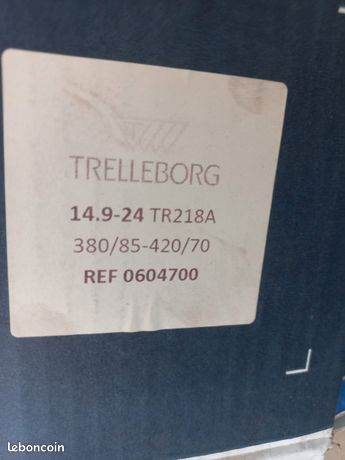 TRELLEBORG
14.9-24 TR218A
380/85-420/70
REF 0604700
leboncoin